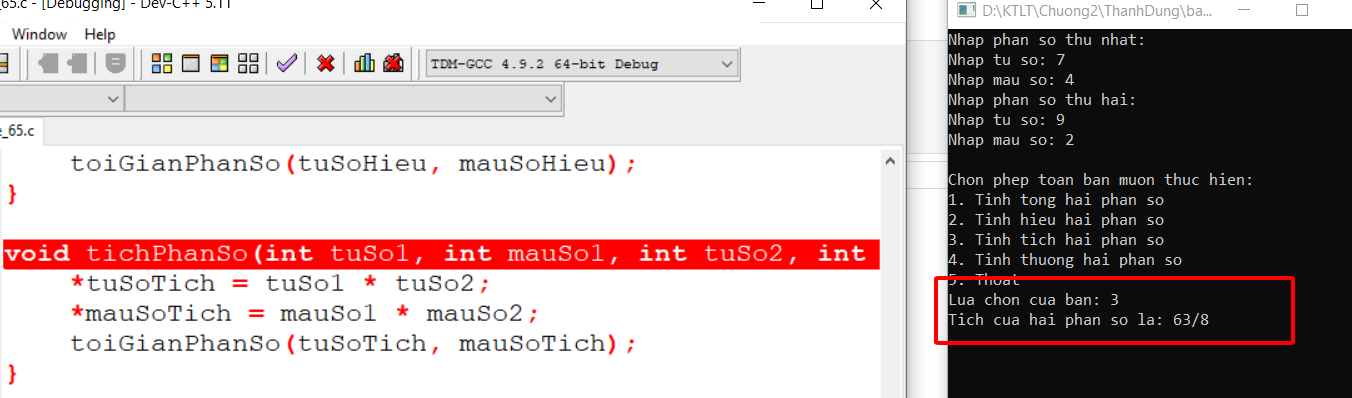 _65.c - [Debugging] - Dev-C++ 5.11
Window Help
TDM-GCC 4.9.2 64-bit Debug
e_65.c
toiGianPhanSo(tuSoHieu, mauSoHieu);
}
void tichPhanSo(int tuSo1, int mauSo1, int tuSo2, int
*tuSoTich = tuSo1 * tuSo2;
*mauSoTich = mauSo1 * mauSo2;
toiGianPhanSo(tuSoTich, mauSoTich);
}
D:\KTLT\Chuong2\ThanhDung\ba...
Nhap phan so thu nhat:
Nhap tu so: 7
Nhap mau so: 4
Nhap phan so thu hai:
Nhap tu so: 9
Nhap mau so: 2
Chon phep toan ban muon thuc hien:
1. Tinh tong hai phan so
2. Tinh hieu hai phan so
3. Tinh tich hai phan so
4. Tinh thuong hai phan so
5. Thoat
Lua chon cua ban: 3
Tich cua hai phan so la: 63/8